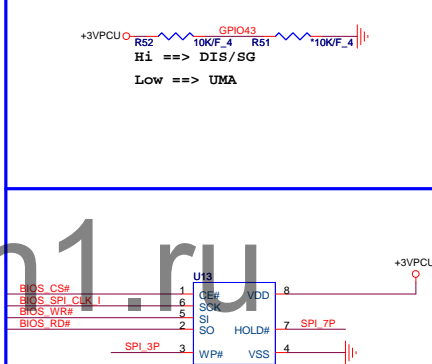 +3VPCU R52 10K/F_4 GPIO43 R51 *10K/F_4
Hi ==> DIS/SG
Low ==> UMA
n1.ru
U13
+3VPCU
BIOS_CS# 1 CE# VDD 8
BIOS_SPI_CLK_I 6 SCK
BIOS_WR# 5 SI
BIOS_RD# 2 SO HOLD# 7 SPI_7P
SPI_3P 3 WP# VSS 4